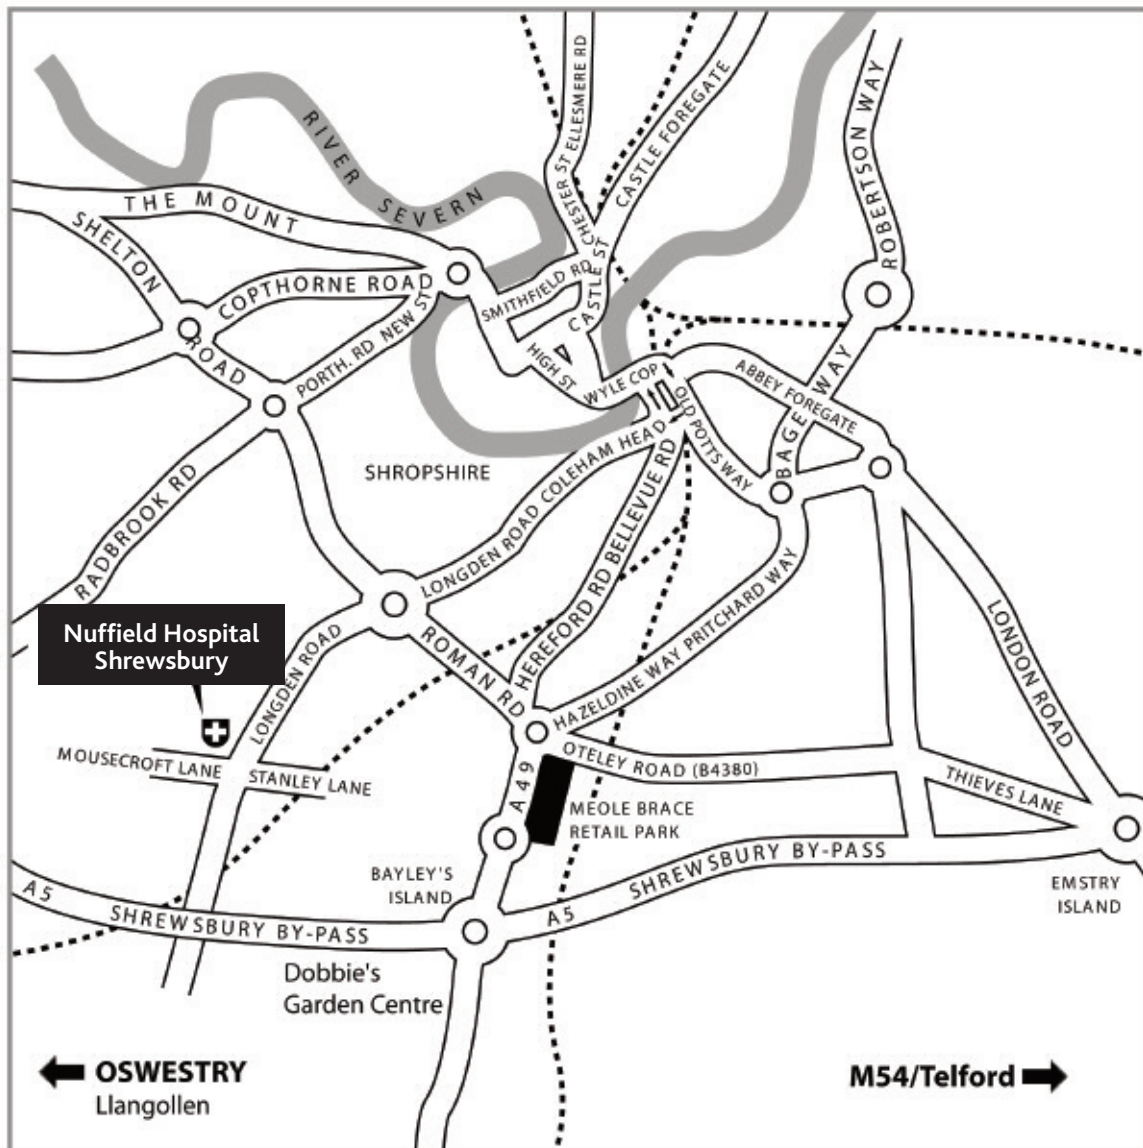 RIVER SEVERN
ELLESMERE RD
CHESTER ST
CASTLE FOREGATE
ROBERTSON WAY
THE MOUNT
SHELTON
ROAD
COPTHORNE ROAD
SMITHFIELD RD
CASTLE ST
PORTH. RD NEW ST
HIGH ST
WYLE COP
ABBEY FOREGATE
BAGE WAY
OLD POTTS WAY
RADBROOK RD
SHROPSHIRE
LONGDEN ROAD COLEHAM HEAD
HEREFORD RD BELLEVUE RD
HAZELDINE WAY PRITCHARD WAY
LONDON ROAD
Nuffield Hospital
Shrewsbury
LONGDEN ROAD
ROMAN RD
MOUSECROFT LANE
STANLEY LANE
OTELEY ROAD (B4380)
THIEVES LANE
A49
MEOLE BRACE
RETAIL PARK
BAYLEY'S
ISLAND
A5
SHREWSBURY BY-PASS
A5
SHREWSBURY BY-PASS
EMSTRY
ISLAND
Dobbie's
Garden Centre
OSWESTRY
Llangollen
M54/Telford